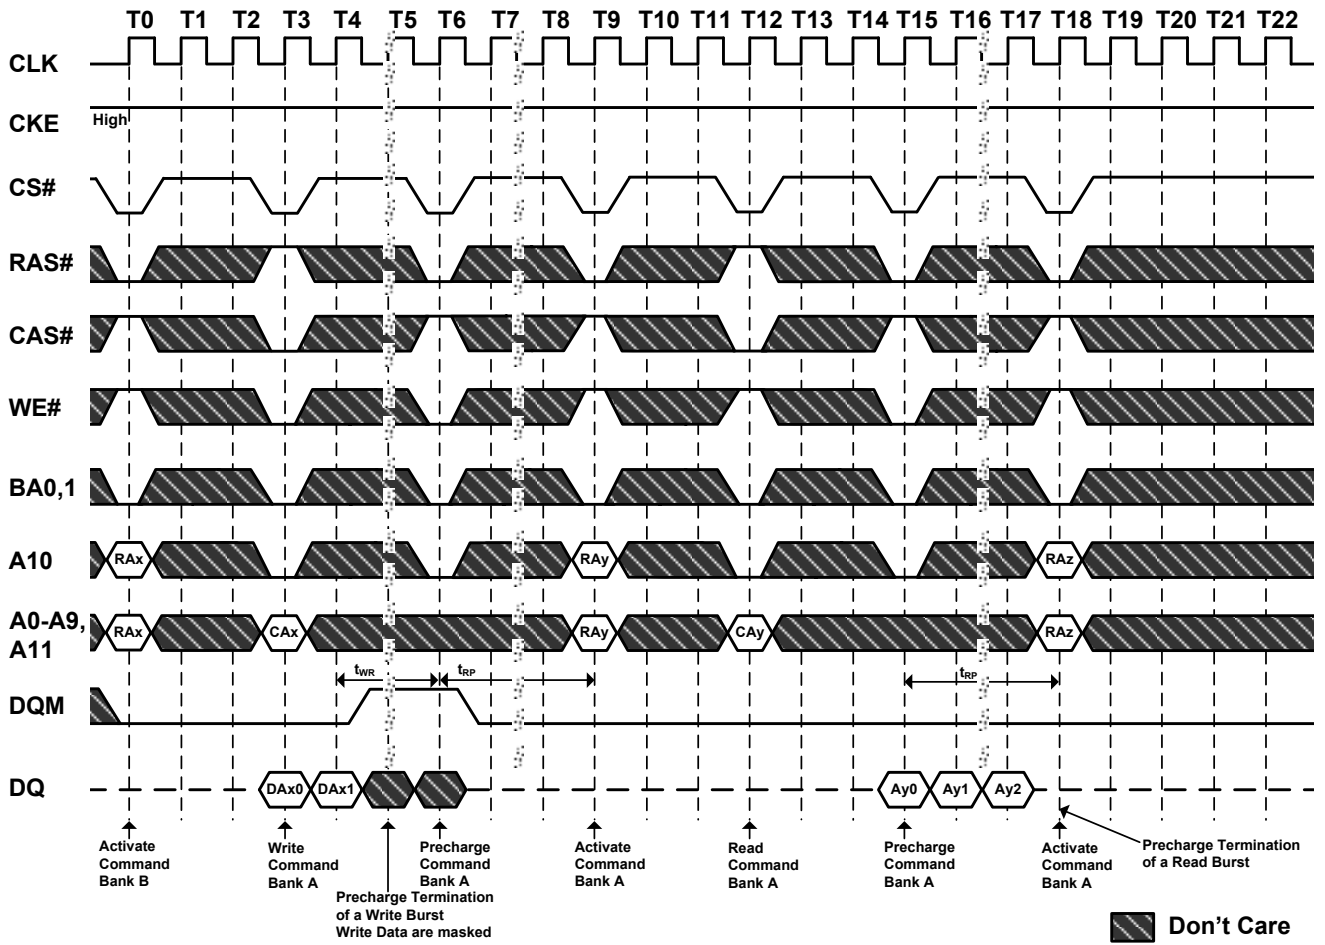 T0 T1 T2 T3 T4 T5 T6 T7 T8 T9 T10 T11 T12 T13 T14 T15 T16 T17 T18 T19 T20 T21 T22
CLK
CKE High
CS#
RAS#
CAS#
WE#
BA0,1
A10 RAx RAy RAz
A0-A9,
A11 RAx CAx RAy CAy RAz
tWR tRP tRP
DQM
DQ DAx0 DAx1 Ay0 Ay1 Ay2
Activate
Command
Bank B
Write
Command
Bank A
Precharge Termination
of a Write Burst
Write Data are masked
Precharge
Command
Bank A
Activate
Command
Bank A
Read
Command
Bank A
Precharge
Command
Bank A
Activate
Command
Bank A
Precharge Termination
of a Read Burst
Don't Care